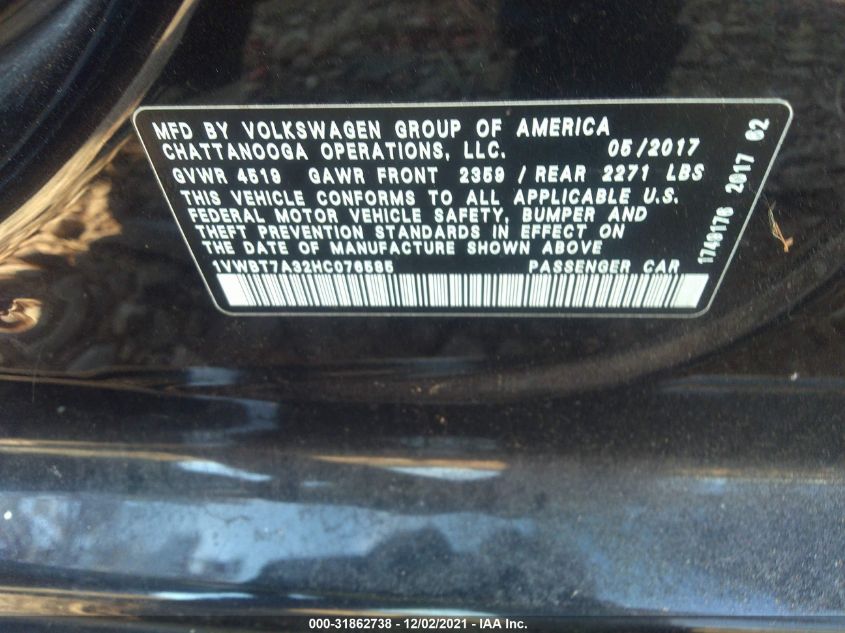 MFD BY VOLKSWAGEN GROUP OF AMERICA
CHATTANOOGA OPERATIONS, LLC. 05/2017
GVWR 4519 GAWR FRONT 2359 / REAR 2271 LBS
THIS VEHICLE CONFORMS TO ALL APPLICABLE U.S.
FEDERAL MOTOR VEHICLE SAFETY, BUMPER AND
THEFT PREVENTION STANDARDS IN EFFECT ON
THE DATE OF MANUFACTURE SHOWN ABOVE
1VWBT7A32HC076585 PASSENGER CAR
1749176 2017 62
000-31862738 - 12/02/2021 - IAA Inc.